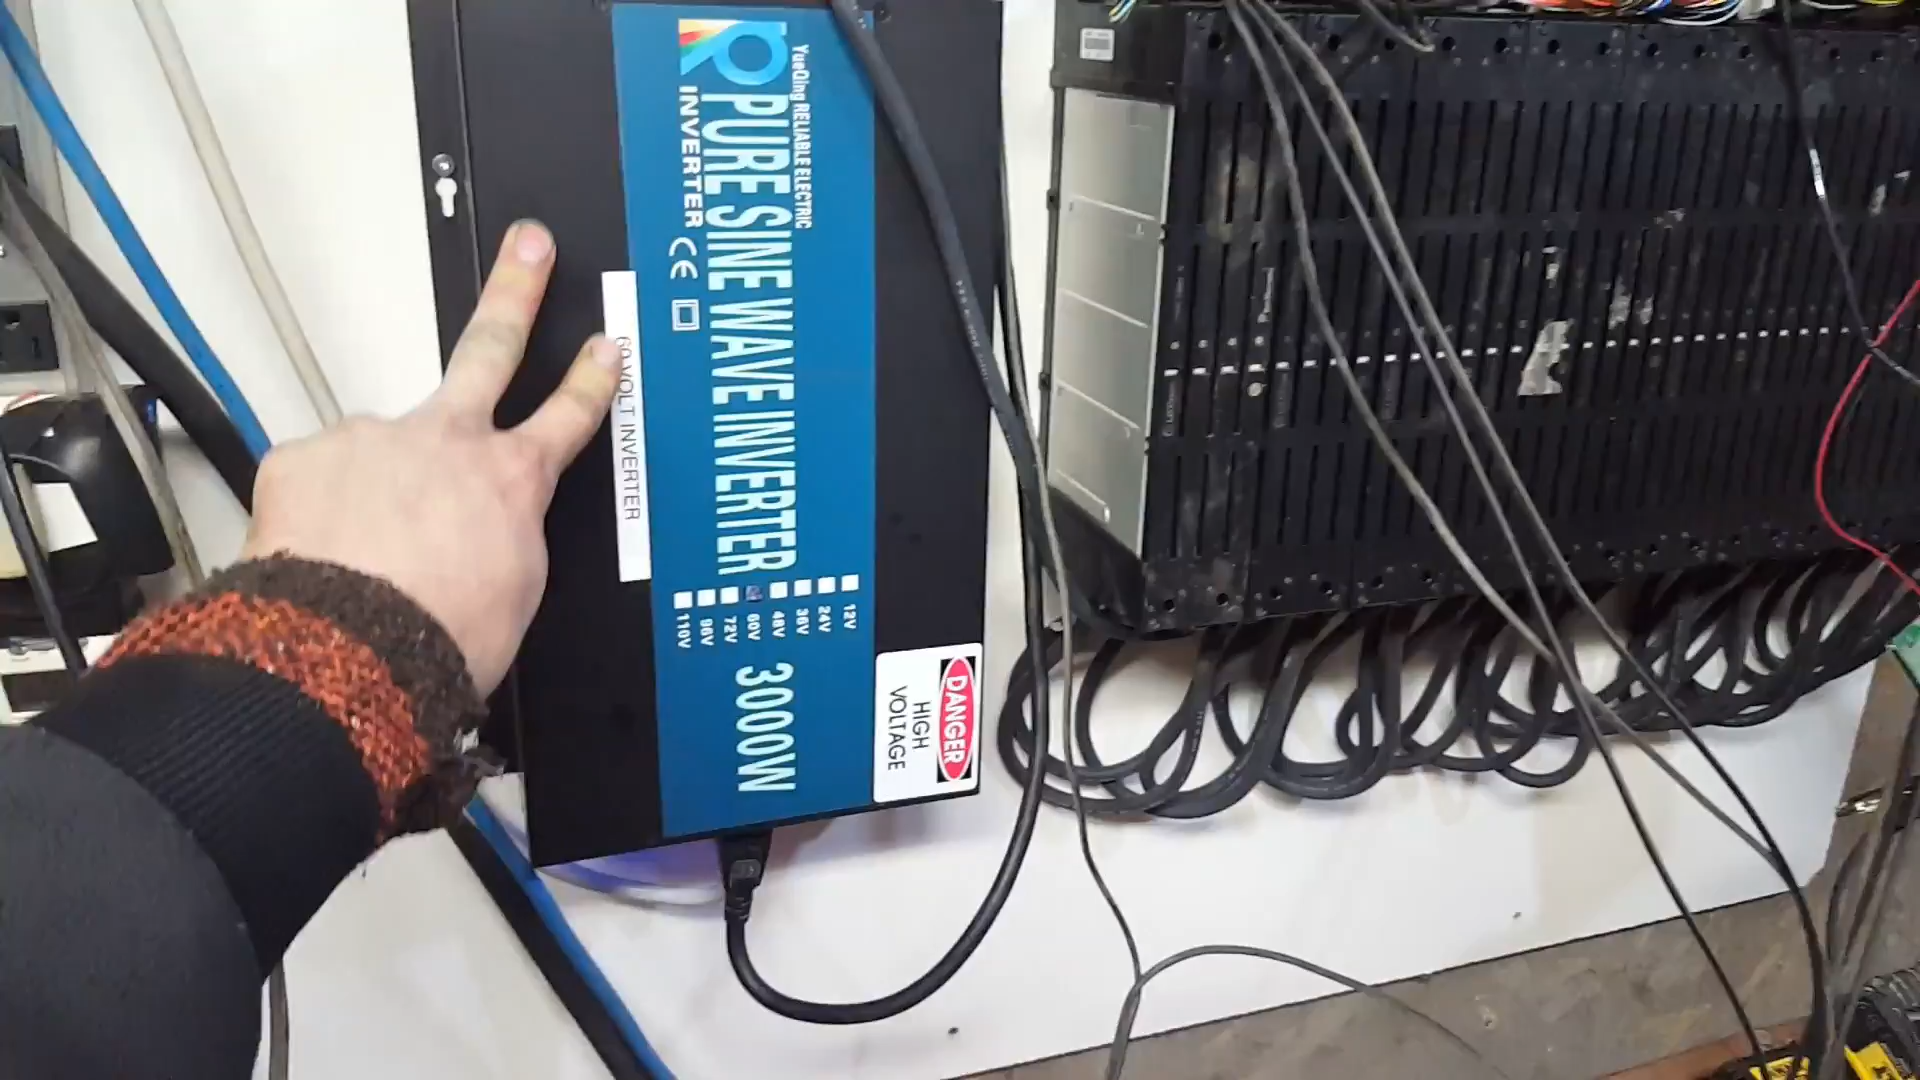 YueQing RELIABLE ELECTRIC
PURE SINE WAVE INVERTER
INVERTER
CE
60 VOLT INVERTER
12V
24V
36V
48V
60V
72V
96V
110V
3000W
DANGER
HIGH
VOLTAGE